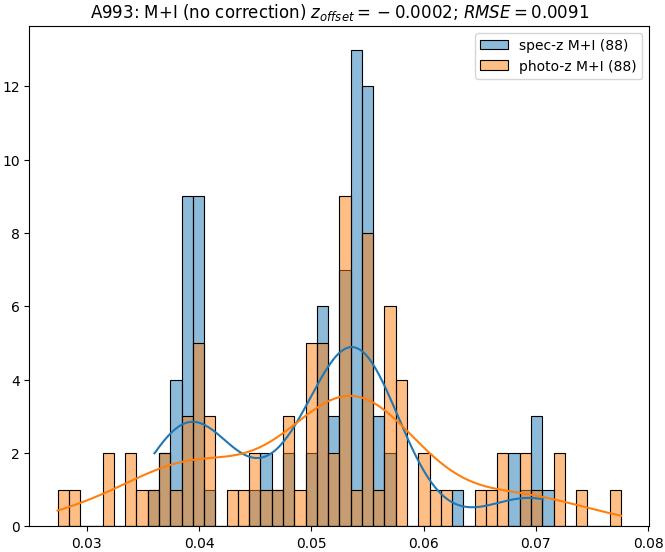 A993: M+I (no correction) z_offset = −0.0002; RMSE = 0.0091
spec-z M+I (88)
photo-z M+I (88)
12
10
8
6
4
2
0
0.03 0.04 0.05 0.06 0.07 0.08